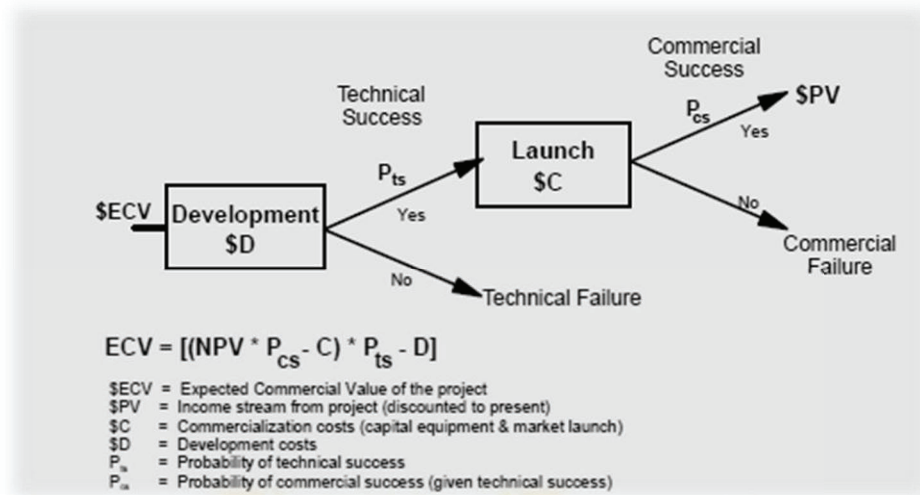 Commercial
Success
$PV
Technical
Success
Pcs
Yes
Launch
$C
Pts
$ECV
Development
$D
Yes
No
Commercial
Failure
No
Technical Failure
ECV = [(NPV * Pcs - C) * Pts - D]
$ECV = Expected Commercial Value of the project
$PV = Income stream from project (discounted to present)
$C = Commercialization costs (capital equipment & market launch)
$D = Development costs
Pts = Probability of technical success
P = Probability of commercial success (given technical success)